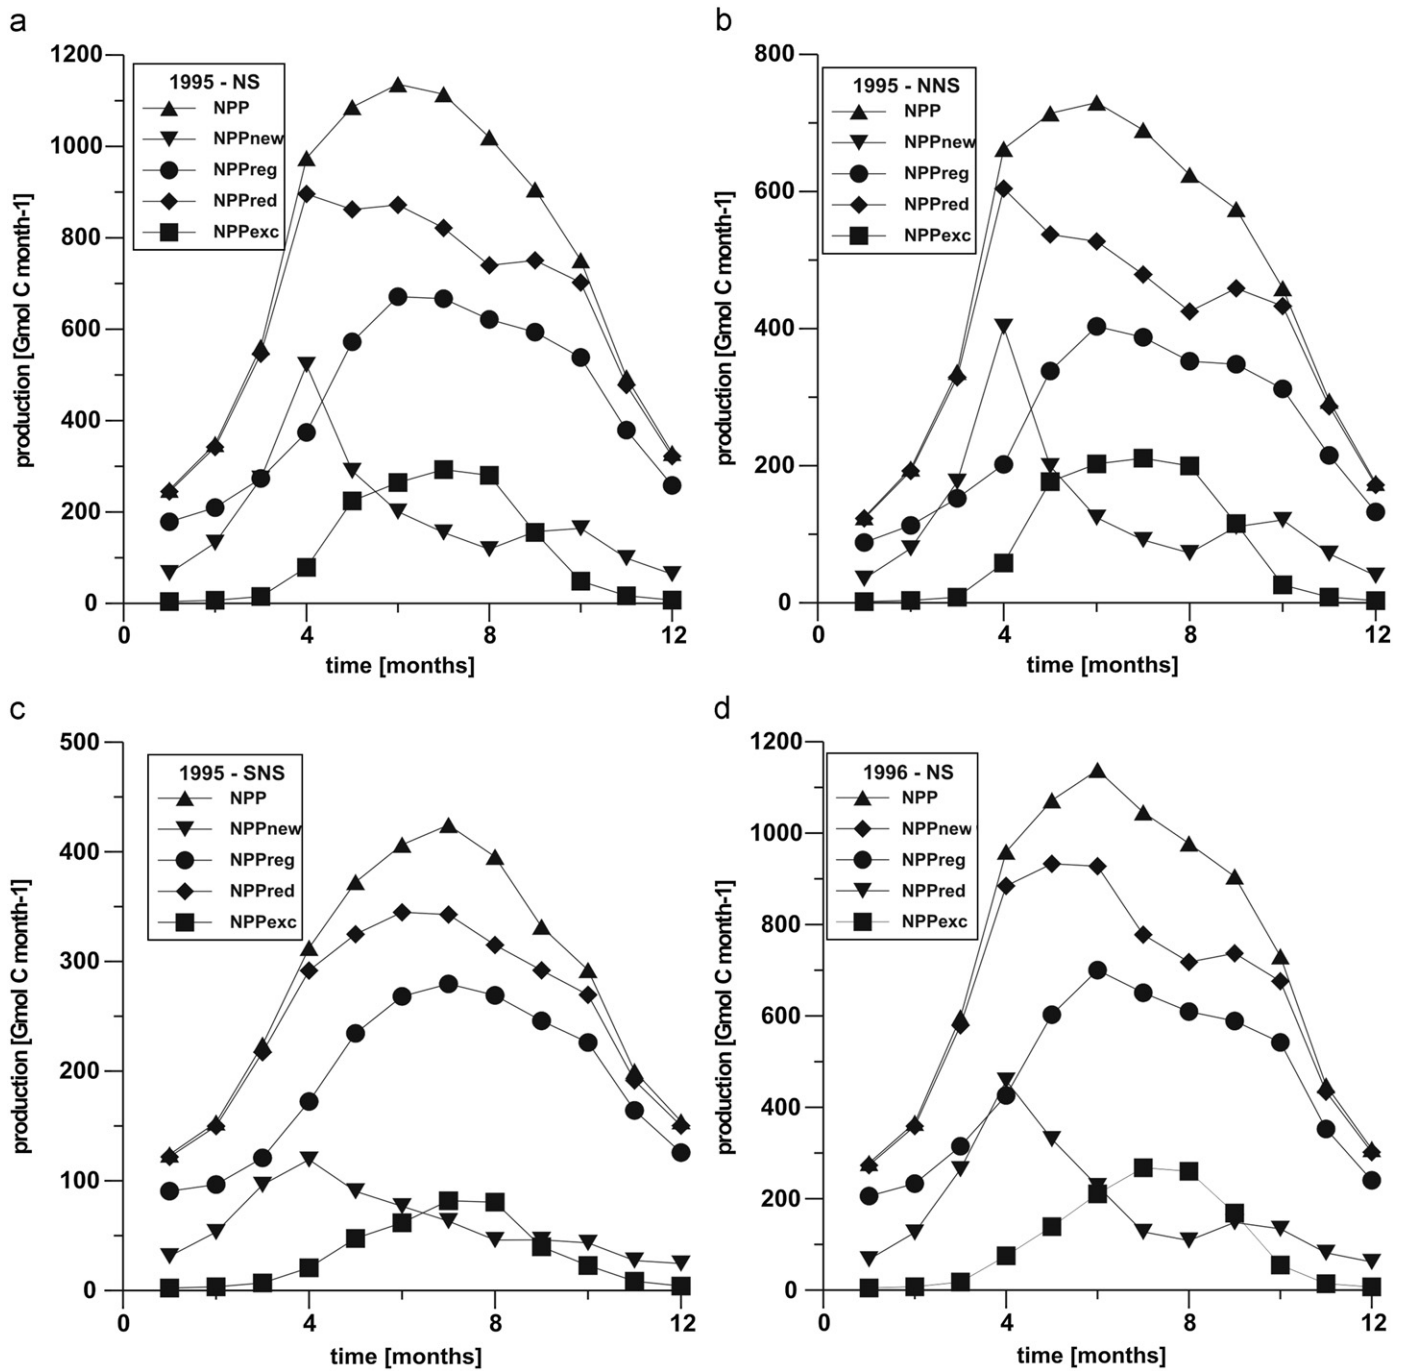 a
1200
1000
800
600
400
200
0
production [Gmol C month-1]
1995 - NS
NPP
NPPnew
NPPreg
NPPred
NPPexc
0 4 8 12
time [months]
b
800
600
400
200
0
production [Gmol C month-1]
1995 - NNS
NPP
NPPnew
NPPreg
NPPred
NPPexc
0 4 8 12
time [months]
c
500
400
300
200
100
0
production [Gmol C month-1]
1995 - SNS
NPP
NPPnew
NPPreg
NPPred
NPPexc
0 4 8 12
time [months]
d
1200
1000
800
600
400
200
0
production [Gmol C month-1]
1996 - NS
NPP
NPPnew
NPPreg
NPPred
NPPexc
0 4 8 12
time [months]